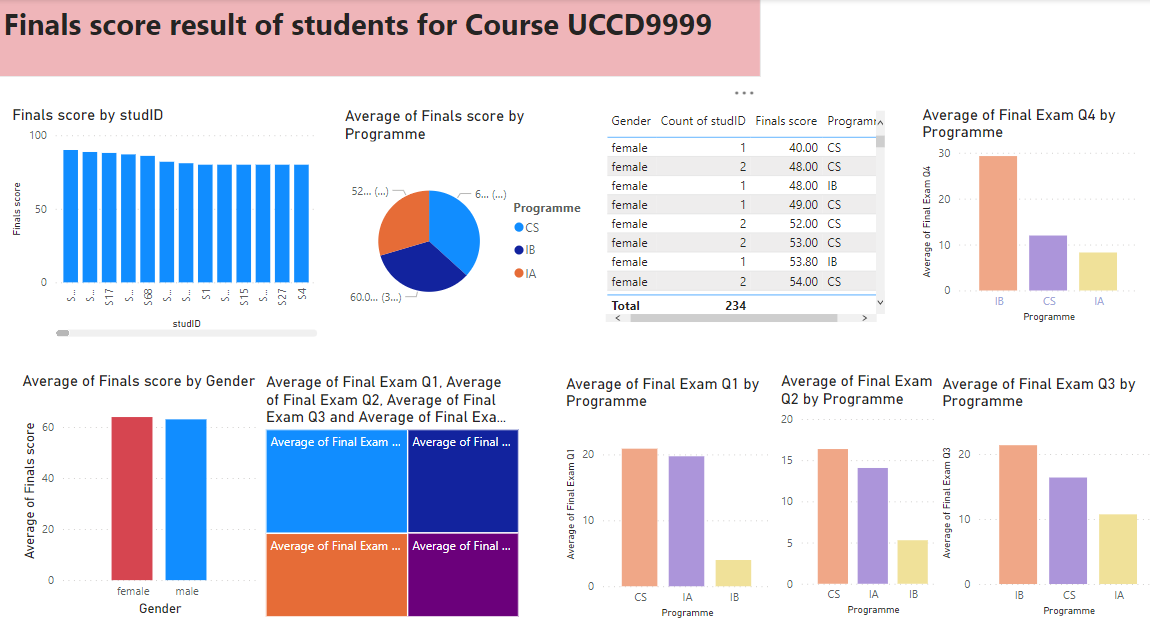 Finals score result of students for Course UCCD9999
Finals score by studID
100
50
0
Finals score
S...
S...
S17
S...
S68
S...
S...
S1
S...
S15
S...
S27
S4
studID
Average of Finals score by
Programme
52... (...)
6... (...)
60.0... (3...)
Programme
CS
IB
IA
Gender Count of studID Finals score Programm
female 1 40.00 CS
female 2 48.00 CS
female 1 48.00 IB
female 1 49.00 CS
female 2 52.00 CS
female 2 53.00 CS
female 1 53.80 IB
female 2 54.00 CS
Total 234
Average of Final Exam Q4 by
Programme
30
20
10
0
Average of Final Exam Q4
IB CS IA
Programme
Average of Finals score by Gender
60
40
20
0
Average of Finals score
female male
Gender
Average of Final Exam Q1, Average
of Final Exam Q2, Average of Final
Exam Q3 and Average of Final Exa...
Average of Final Exam ... Average of Final ...
Average of Final Exam ... Average of Final ...
Average of Final Exam Q1 by
Programme
20
10
0
Average of Final Exam Q1
CS IA IB
Programme
Average of Final Exam
Q2 by Programme
20
15
10
5
0
Average of Final Exam Q2
CS IA IB
Programme
Average of Final Exam Q3 by
Programme
20
10
0
Average of Final Exam Q3
IB CS IA
Programme